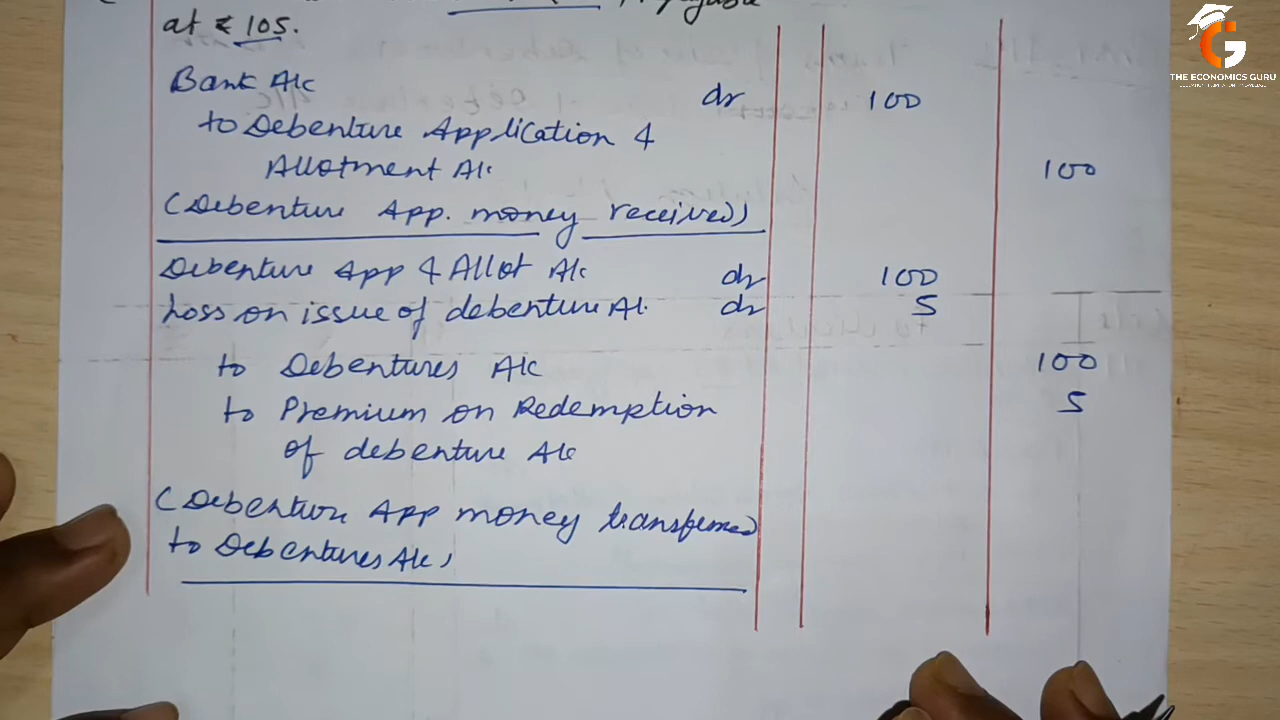 at ₹ 105.
Bank A/c dr 100
to Debenture Application &
Allotment A/c 100
(Debenture App. money received)
Debenture App & Allot A/c dr 100
Loss on issue of debenture A/c dr 5
to Debentures A/c 100
to Premium on Redemption 5
of debenture A/c
(Debenture App money transferred
to Debentures A/c)
G
THE ECONOMICS GURU